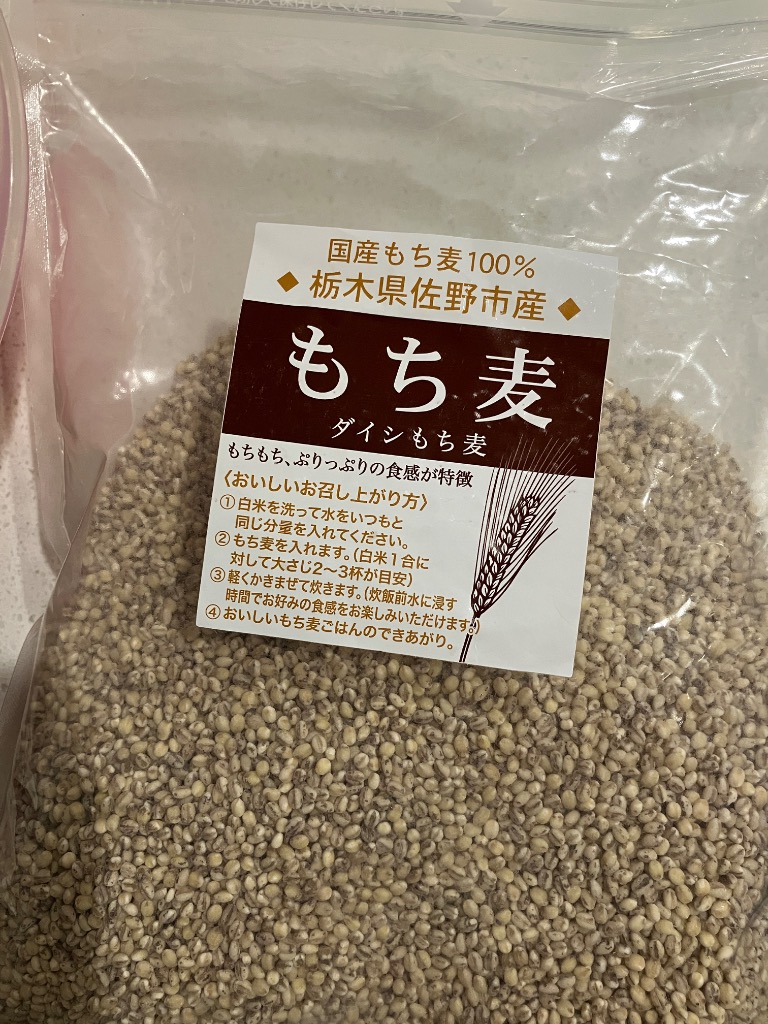 国産もち麦100%
◆栃木県佐野市産◆
もち麦
ダイシもち麦
もちもち、ぷりっぷりの食感が特徴
〈おいしいお召し上がり方〉
①白米を洗って水をいつもと
同じ分量を入れてください。
②もち麦を入れます。(白米1合に
対して大さじ2〜3杯が目安)
③軽くかきまぜて炊きます。(炊飯前水に浸す
時間でお好みの食感をお楽しみいただけます。)
④おいしいもち麦ごはんのできあがり。